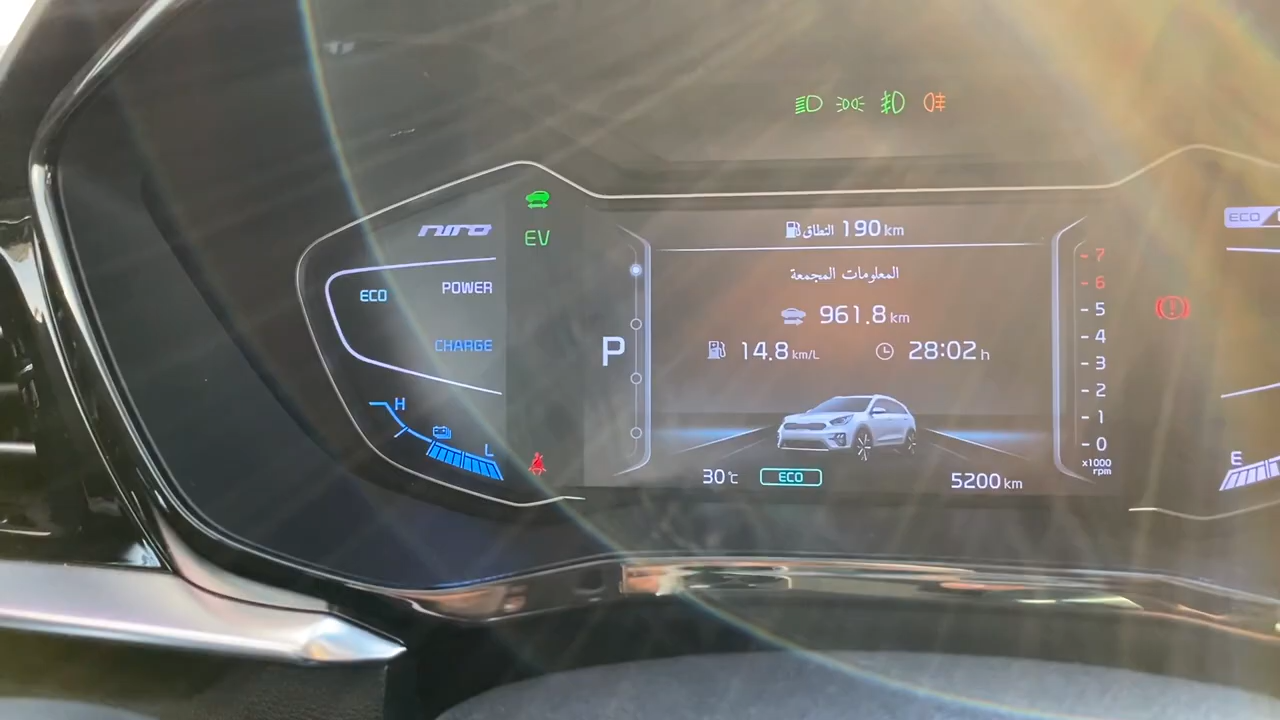 النطاق 190 km
niro
EV
ECO
POWER
CHARGE
H
L
P
المعلومات المجمعة
961.8 km
14.8 km/L
28:02 h
30 °C
ECO
5200 km
7
6
5
4
3
2
1
0
x1000
rpm
ECO
E